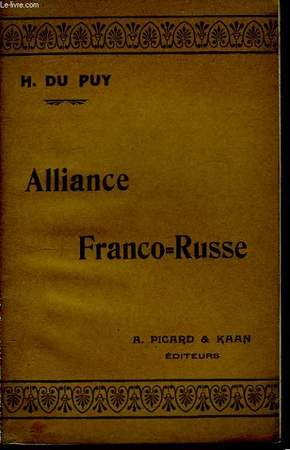 Le-livre.com
H. DU PUY
Alliance
Franco=Russe
A. PICARD & KAAN
ÉDITEURS